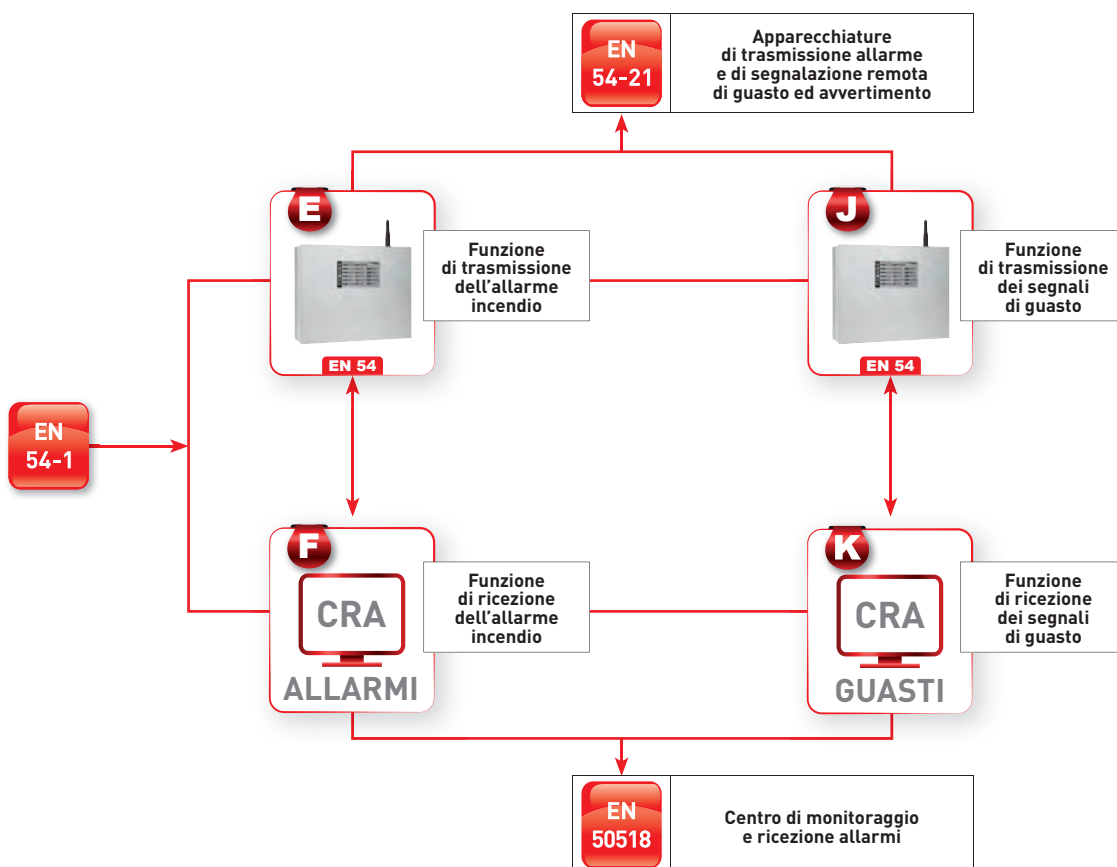 EN
54-21
Apparecchiature
di trasmissione allarme
e di segnalazione remota
di guasto ed avvertimento
E
EN 54
Funzione
di trasmissione
dell'allarme
incendio
J
EN 54
Funzione
di trasmissione
dei segnali
di guasto
EN
54-1
F
CRA
ALLARMI
Funzione
di ricezione
dell'allarme
incendio
K
CRA
GUASTI
Funzione
di ricezione
dei segnali
di guasto
EN
50518
Centro di monitoraggio
e ricezione allarmi